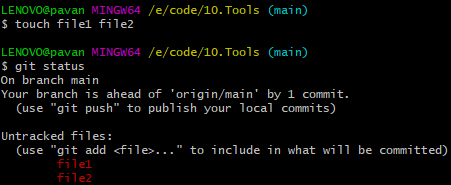 LENOVO@pavan MINGW64 /e/code/10.Tools (main)
$ touch file1 file2
LENOVO@pavan MINGW64 /e/code/10.Tools (main)
$ git status
On branch main
Your branch is ahead of 'origin/main' by 1 commit.
(use "git push" to publish your local commits)
Untracked files:
(use "git add <file>..." to include in what will be committed)
file1
file2